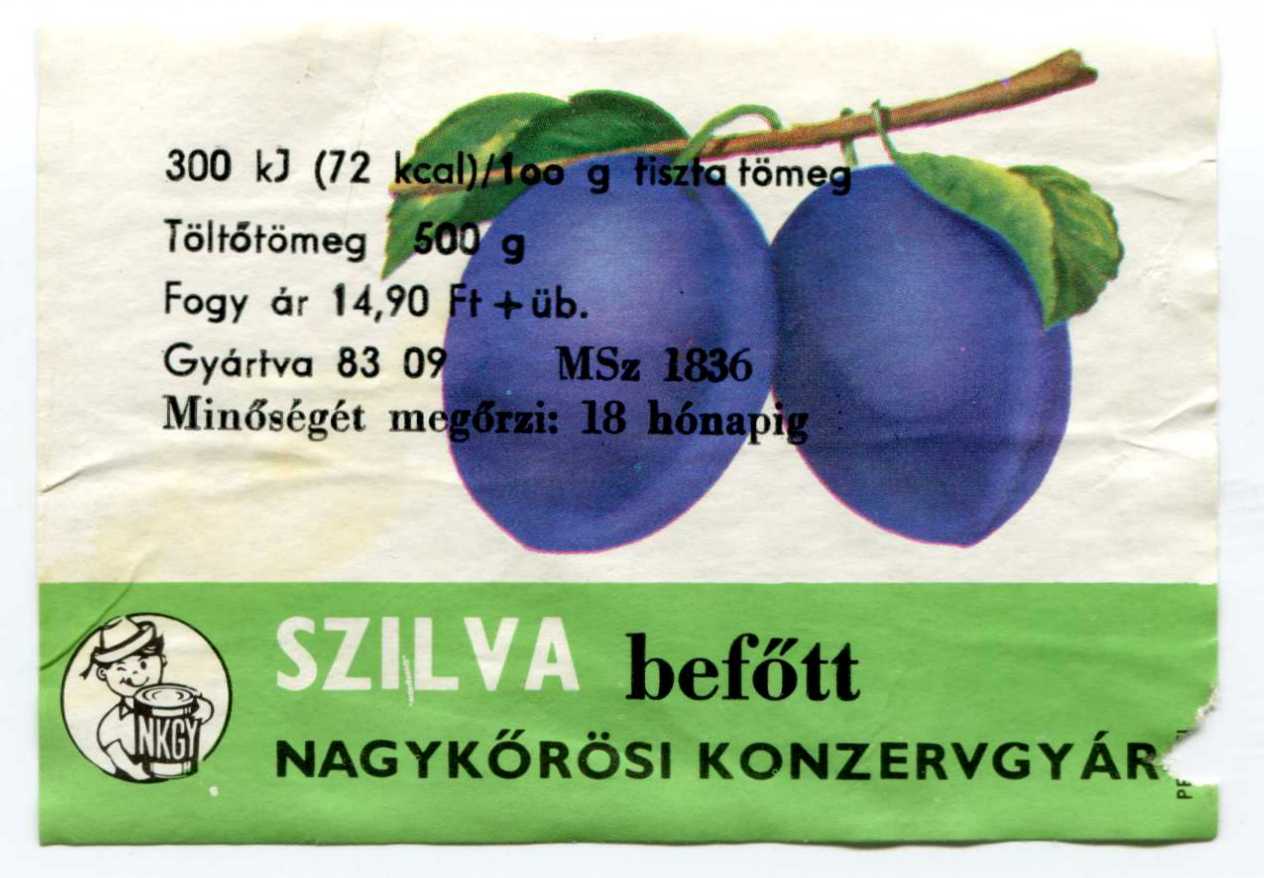 300 kJ (72 kcal)/1oo g tiszta tömeg
Töltőtömeg 500 g
Fogy ár 14,90 Ft + üb.
Gyártva 83 09 MSz 1836
Minőségét megőrzi: 18 hónapig
SZILVA befőtt
NKGY
NAGYKŐRÖSI KONZERVGYÁR